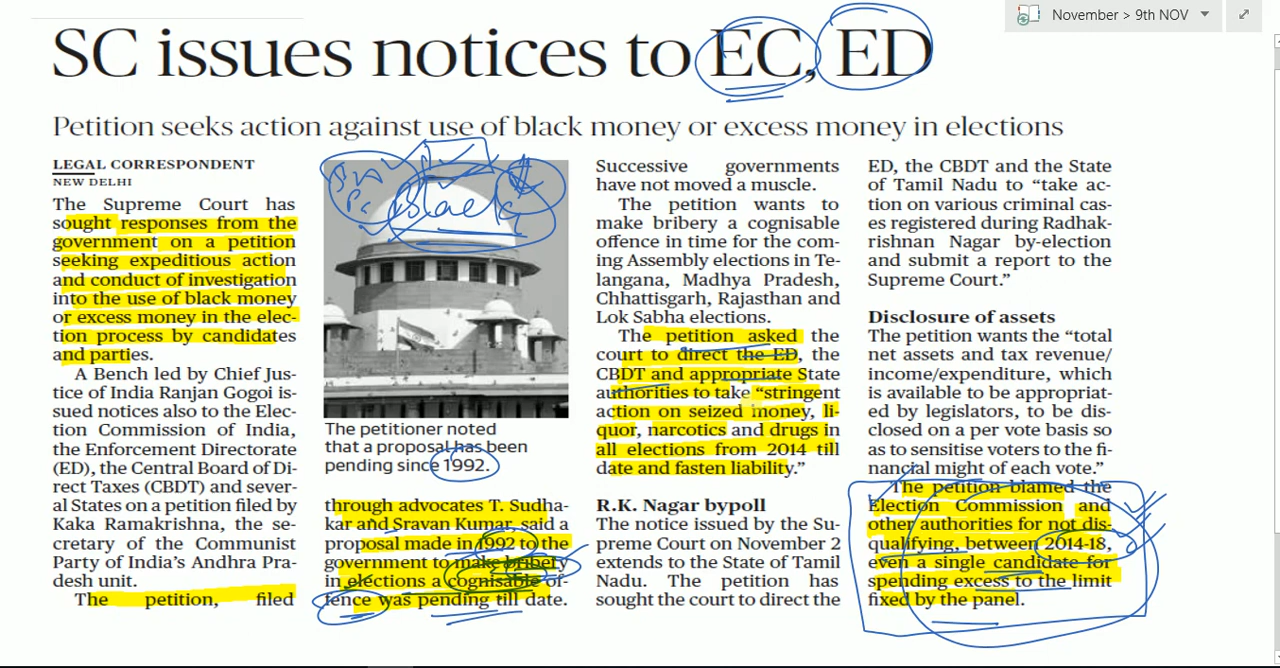 November > 9th NOV
SC issues notices to EC, ED
Petition seeks action against use of black money or excess money in elections
LEGAL CORRESPONDENT
NEW DELHI
The Supreme Court has
sought responses from the
government on a petition
seeking expeditious action
and conduct of investigation
into the use of black money
or excess money in the elec-
tion process by candidates
and parties.
A Bench led by Chief Jus-
tice of India Ranjan Gogoi is-
sued notices also to the Elec-
tion Commission of India,
the Enforcement Directorate
(ED), the Central Board of Di-
rect Taxes (CBDT) and sever-
al States on a petition filed by
Kaka Ramakrishna, the se-
cretary of the Communist
Party of India's Andhra Pra-
desh unit.
The petition, filed
Black
The petitioner noted
that a proposal has been
pending since 1992.
through advocates T. Sudha-
kar and Sravan Kumar, said a
proposal made in 1992 to the
government to make bribery
in elections a cognisable of-
fence was pending till date.
Successive governments
have not moved a muscle.
The petition wants to
make bribery a cognisable
offence in time for the com-
ing Assembly elections in Te-
langana, Madhya Pradesh,
Chhattisgarh, Rajasthan and
Lok Sabha elections.
The petition asked the
court to direct the ED, the
CBDT and appropriate State
authorities to take "stringent
action on seized money, li-
quor, narcotics and drugs in
all elections from 2014 till
date and fasten liability."
R.K. Nagar bypoll
The notice issued by the Su-
preme Court on November 2
extends to the State of Tamil
Nadu. The petition has
sought the court to direct the
ED, the CBDT and the State
of Tamil Nadu to "take ac-
tion on various criminal cas-
es registered during Radhak-
rishnan Nagar by-election
and submit a report to the
Supreme Court."
Disclosure of assets
The petition wants the "total
net assets and tax revenue/
income/expenditure, which
is available to be appropriat-
ed by legislators, to be dis-
closed on a per vote basis so
as to sensitise voters to the fi-
nancial might of each vote."
The petition blamed the
Election Commission and
other authorities for not dis-
qualifying, between 2014-18,
even a single candidate for
spending excess to the limit
fixed by the panel.